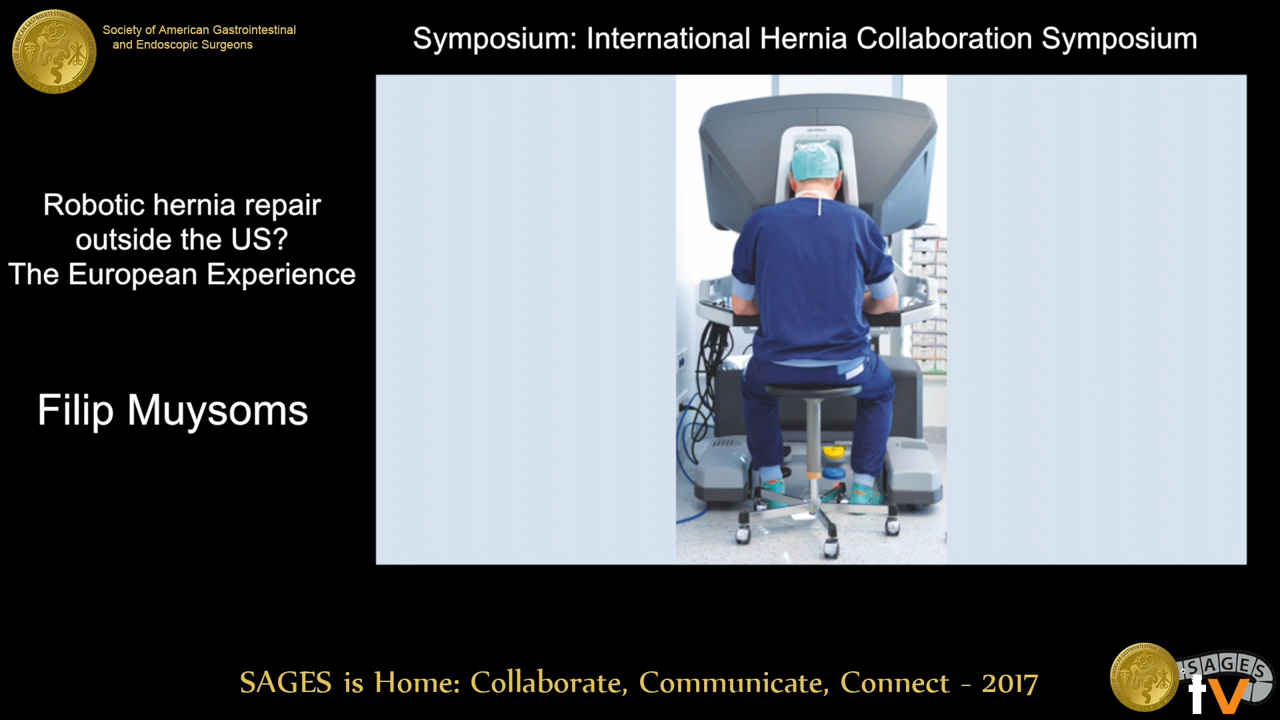 Society of American Gastrointestinal
and Endoscopic Surgeons
Symposium: International Hernia Collaboration Symposium
Robotic hernia repair
outside the US?
The European Experience
Filip Muysoms
SAGES is Home: Collaborate, Communicate, Connect - 2017
SAGES
tv